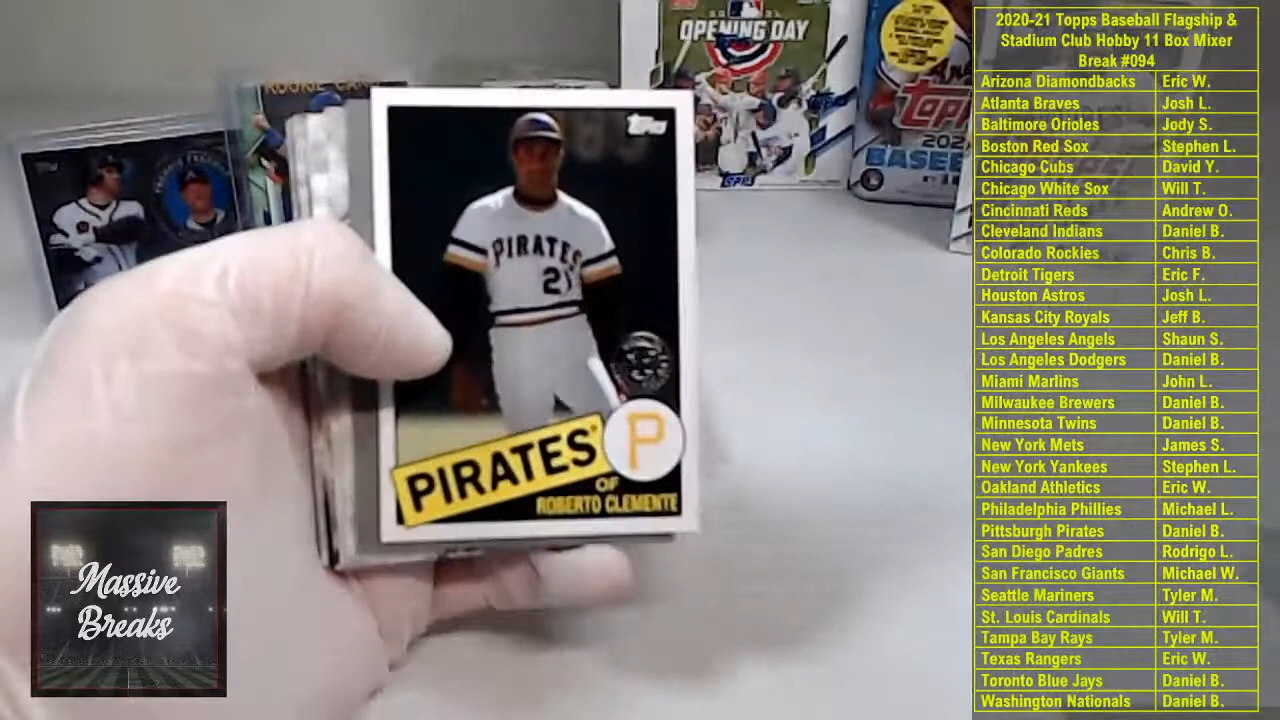 2020-21 Topps Baseball Flagship &
Stadium Club Hobby 11 Box Mixer
Break #094
Arizona Diamondbacks Eric W.
Atlanta Braves Josh L.
Baltimore Orioles Jody S.
Boston Red Sox Stephen L.
Chicago Cubs David Y.
Chicago White Sox Will T.
Cincinnati Reds Andrew O.
Cleveland Indians Daniel B.
Colorado Rockies Chris B.
Detroit Tigers Eric F.
Houston Astros Josh L.
Kansas City Royals Jeff B.
Los Angeles Angels Shaun S.
Los Angeles Dodgers Daniel B.
Miami Marlins John L.
Milwaukee Brewers Daniel B.
Minnesota Twins Daniel B.
New York Mets James S.
New York Yankees Stephen L.
Oakland Athletics Eric W.
Philadelphia Phillies Michael L.
Pittsburgh Pirates Daniel B.
San Diego Padres Rodrigo L.
San Francisco Giants Michael W.
Seattle Mariners Tyler M.
St. Louis Cardinals Will T.
Tampa Bay Rays Tyler M.
Texas Rangers Eric W.
Toronto Blue Jays Daniel B.
Washington Nationals Daniel B.
OPENING DAY
Topps
PIRATES
21
PIRATES
P
OF
ROBERTO CLEMENTE
Massive
Breaks